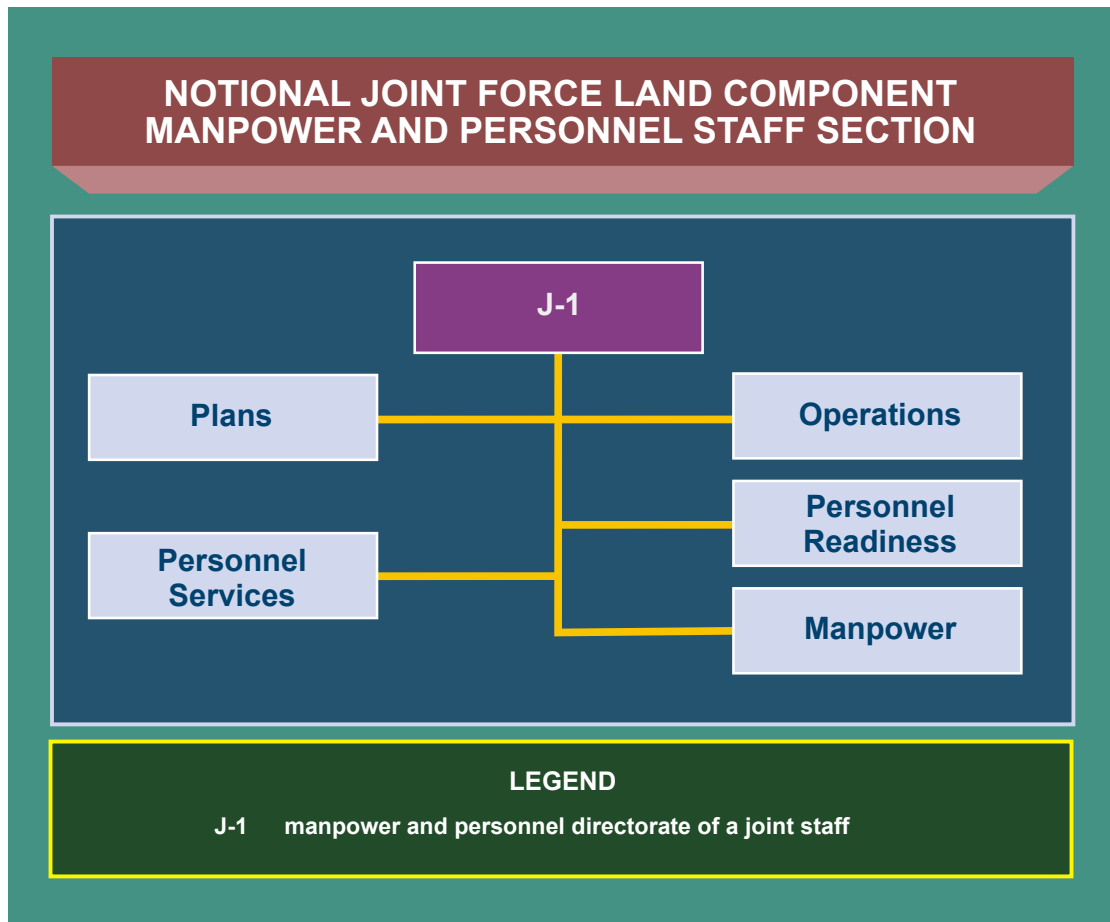 NOTIONAL JOINT FORCE LAND COMPONENT
MANPOWER AND PERSONNEL STAFF SECTION
J-1
Plans
Operations
Personnel
Readiness
Personnel
Services
Manpower
LEGEND
J-1 manpower and personnel directorate of a joint staff